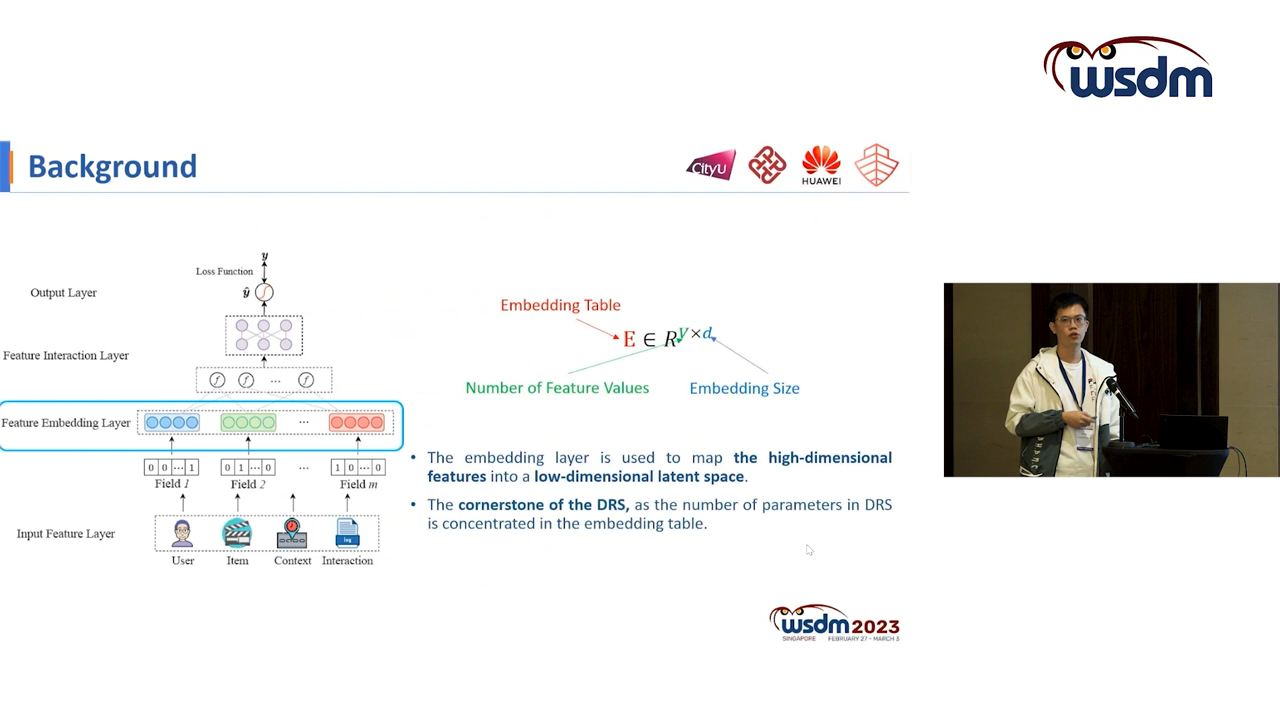 wsdm
Background
CityU
HUAWEI
y
Loss Function
Output Layer
ŷ
Embedding Table
E ∈ R^{V×d}
Feature Interaction Layer
f f ... f
Number of Feature Values
Embedding Size
Feature Embedding Layer
...
The embedding layer is used to map the high-dimensional
features into a low-dimensional latent space.
0 0 ... 1
0 1 ... 0
...
1 0 ... 0
Field 1
Field 2
Field m
The cornerstone of the DRS, as the number of parameters in DRS
is concentrated in the embedding table.
Input Feature Layer
log
User
Item
Context
Interaction
wsdm 2023
SINGAPORE FEBRUARY 27 - MARCH 3